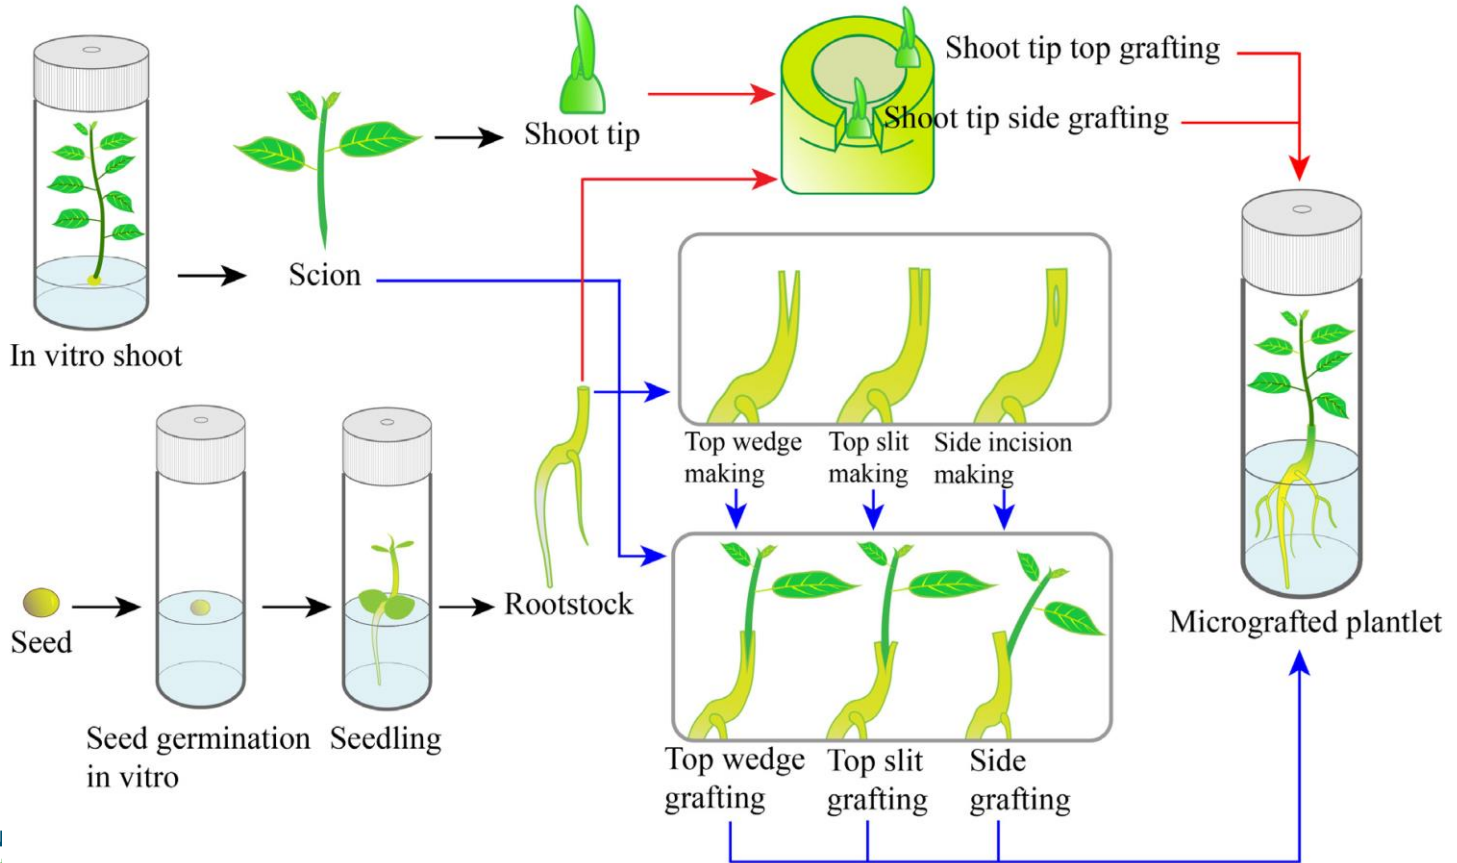 Shoot tip
Shoot tip top grafting
Shoot tip side grafting
Scion
In vitro shoot
Top wedge
making
Top slit
making
Side incision
making
Seed
Rootstock
Micrografted plantlet
Seed germination
in vitro
Seedling
Top wedge
grafting
Top slit
grafting
Side
grafting